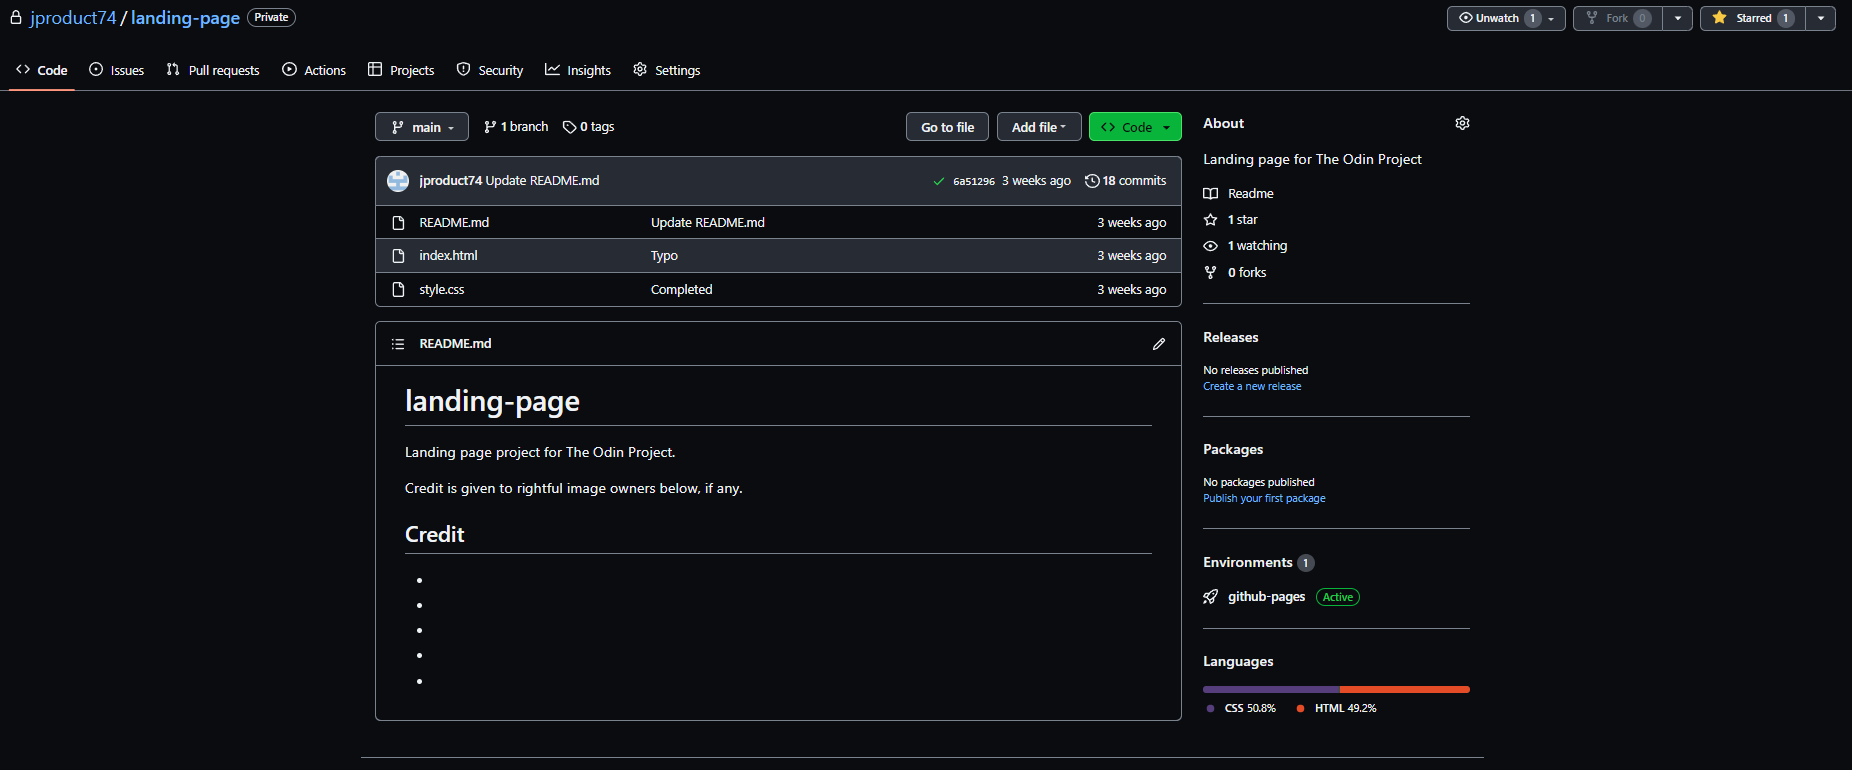 jproduct74 / landing-page Private
Unwatch 1 Fork 0 Starred 1
Code Issues Pull requests Actions Projects Security Insights Settings
main 1 branch 0 tags Go to file Add file Code
jproduct74 Update README.md 6a51296 3 weeks ago 18 commits
README.md Update README.md 3 weeks ago
index.html Typo 3 weeks ago
style.css Completed 3 weeks ago
README.md
landing-page
Landing page project for The Odin Project.
Credit is given to rightful image owners below, if any.
Credit
About
Landing page for The Odin Project
Readme
1 star
1 watching
0 forks
Releases
No releases published
Create a new release
Packages
No packages published
Publish your first package
Environments 1
github-pages Active
Languages
CSS 50.8% HTML 49.2%